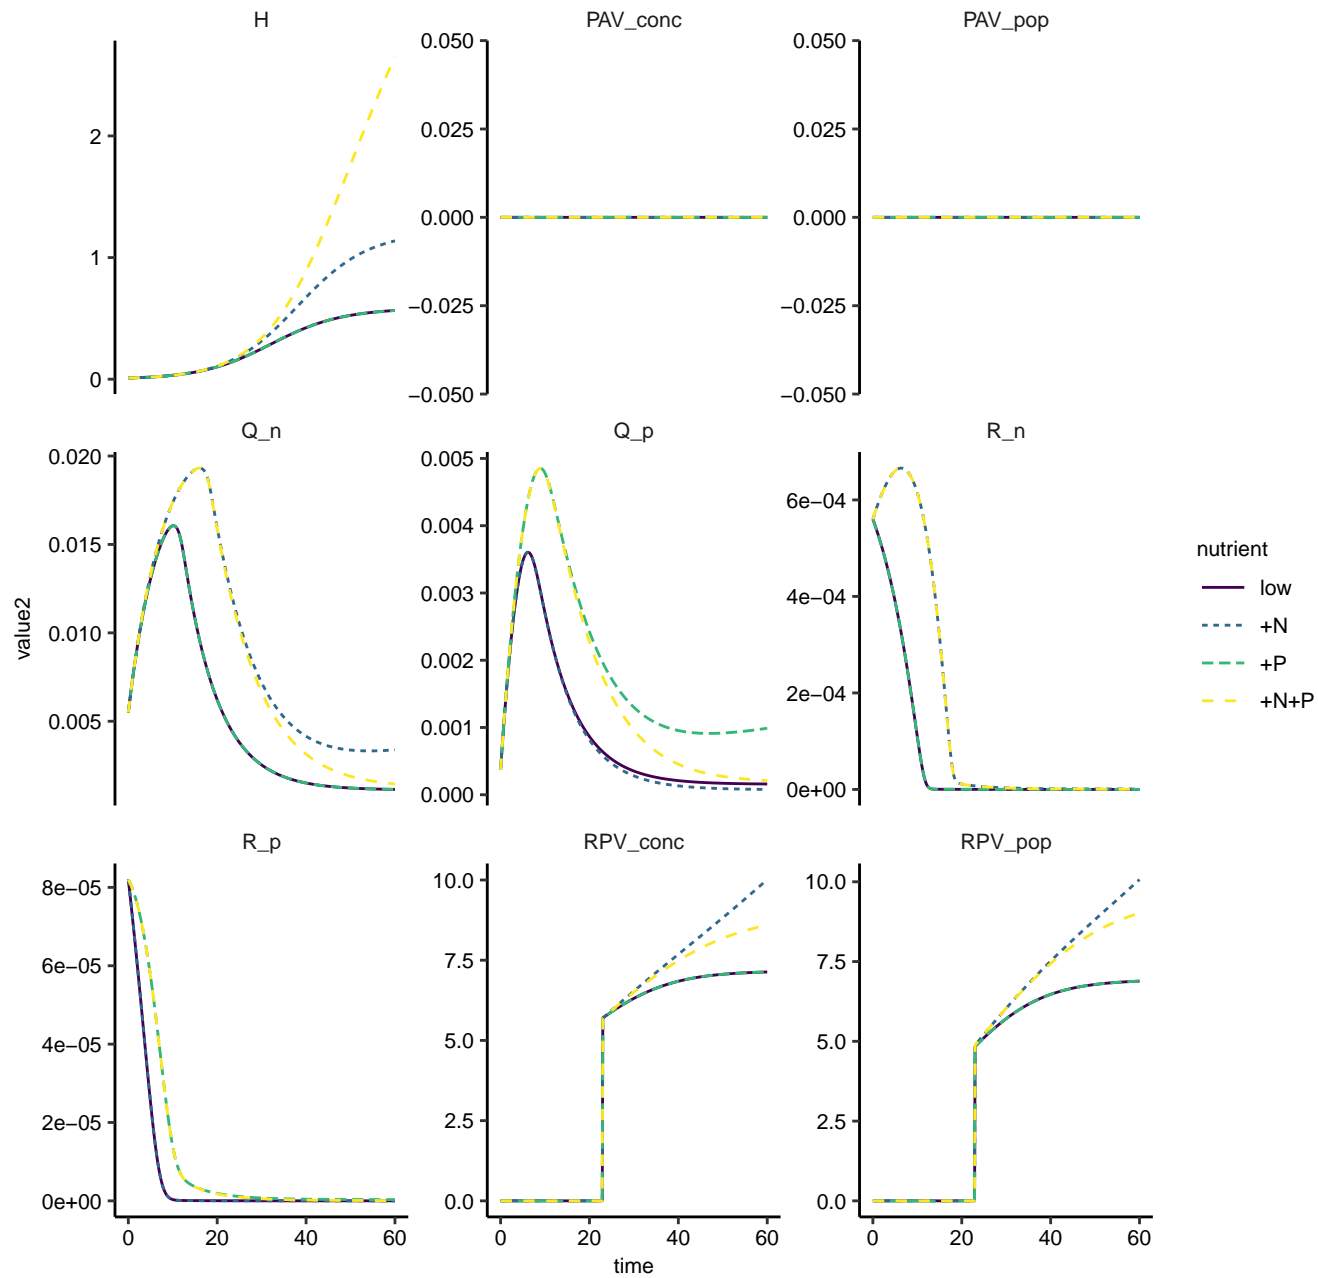 H
PAV_conc
PAV_pop
2
1
0
0.050
0.025
0.000
−0.025
−0.050
0.050
0.025
0.000
−0.025
−0.050
Q_n
Q_p
R_n
0.020
0.015
0.010
0.005
0.005
0.004
0.003
0.002
0.001
0.000
6e−04
4e−04
2e−04
0e+00
value2
R_p
RPV_conc
RPV_pop
8e−05
6e−05
4e−05
2e−05
0e+00
10.0
7.5
5.0
2.5
0.0
10.0
7.5
5.0
2.5
0.0
0 20 40 60
0 20 40 60
0 20 40 60
time
nutrient
low
+N
+P
+N+P